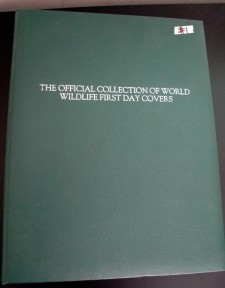 #1
THE OFFICIAL COLLECTION OF WORLD
WILDLIFE FIRST DAY COVERS